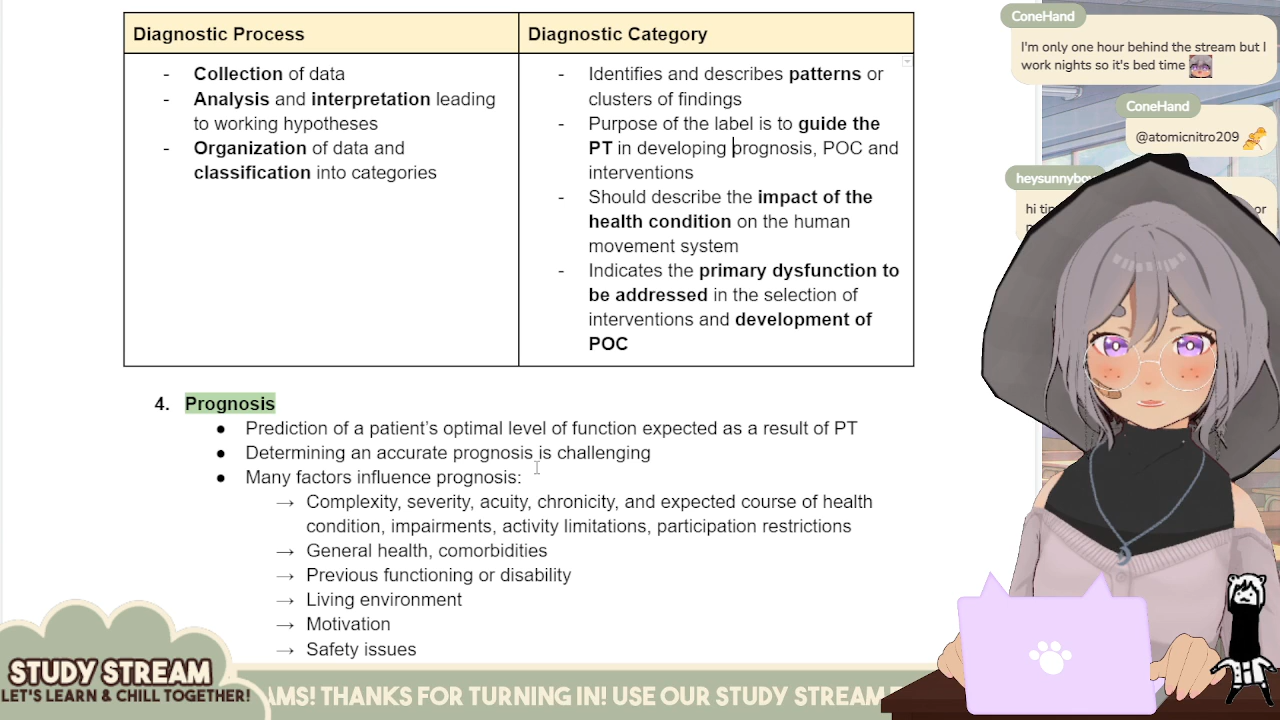 Diagnostic Process
Diagnostic Category
- Collection of data
- Analysis and interpretation leading
to working hypotheses
- Organization of data and
classification into categories
- Identifies and describes patterns or
clusters of findings
- Purpose of the label is to guide the
PT in developing prognosis, POC and
interventions
- Should describe the impact of the
health condition on the human
movement system
- Indicates the primary dysfunction to
be addressed in the selection of
interventions and development of
POC
4. Prognosis
● Prediction of a patient's optimal level of function expected as a result of PT
● Determining an accurate prognosis is challenging
● Many factors influence prognosis:
→ Complexity, severity, acuity, chronicity, and expected course of health
condition, impairments, activity limitations, participation restrictions
→ General health, comorbidities
→ Previous functioning or disability
→ Living environment
→ Motivation
→ Safety issues
ConeHand
I'm only one hour behind the stream but I
work nights so it's bed time
ConeHand
@atomicnitro209
hi
or
STUDY STREAM
LET'S LEARN & CHILL TOGETHER!
AMS! THANKS FOR TURNING IN! USE OUR STUDY STREAM